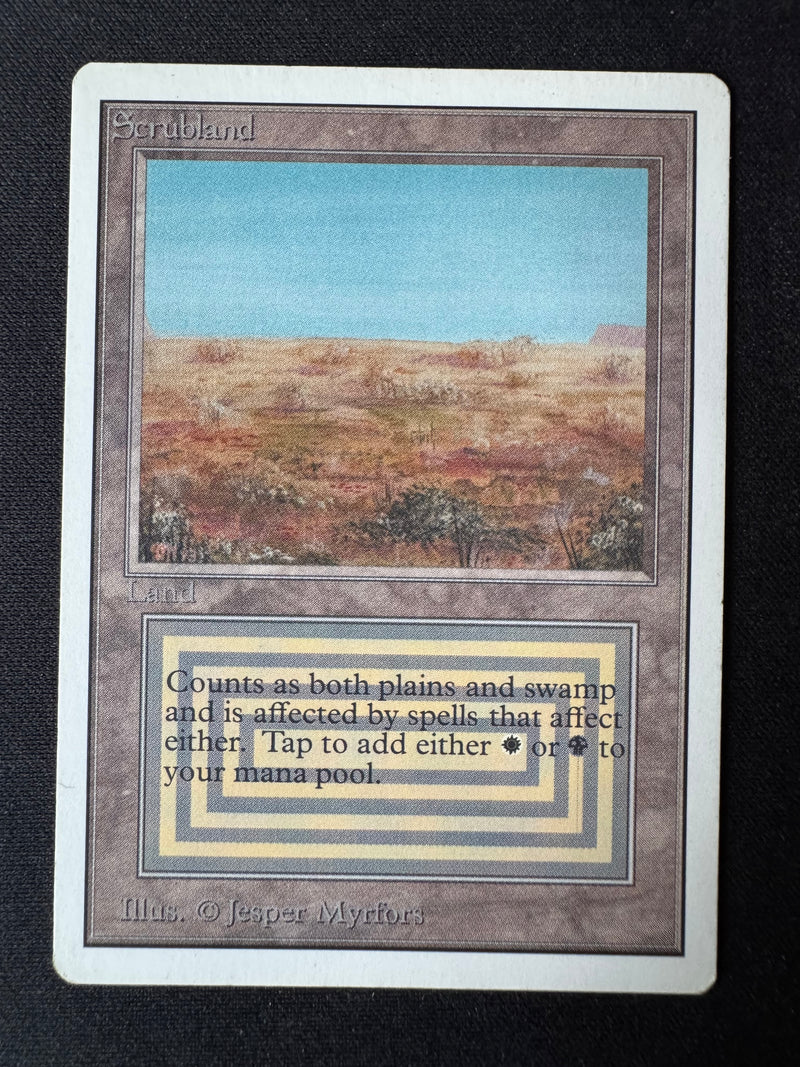 Scrubland
Land
Counts as both plains and swamp
and is affected by spells that affect
either. Tap to add either or to
your mana pool.
Illus. © Jesper Myrfors